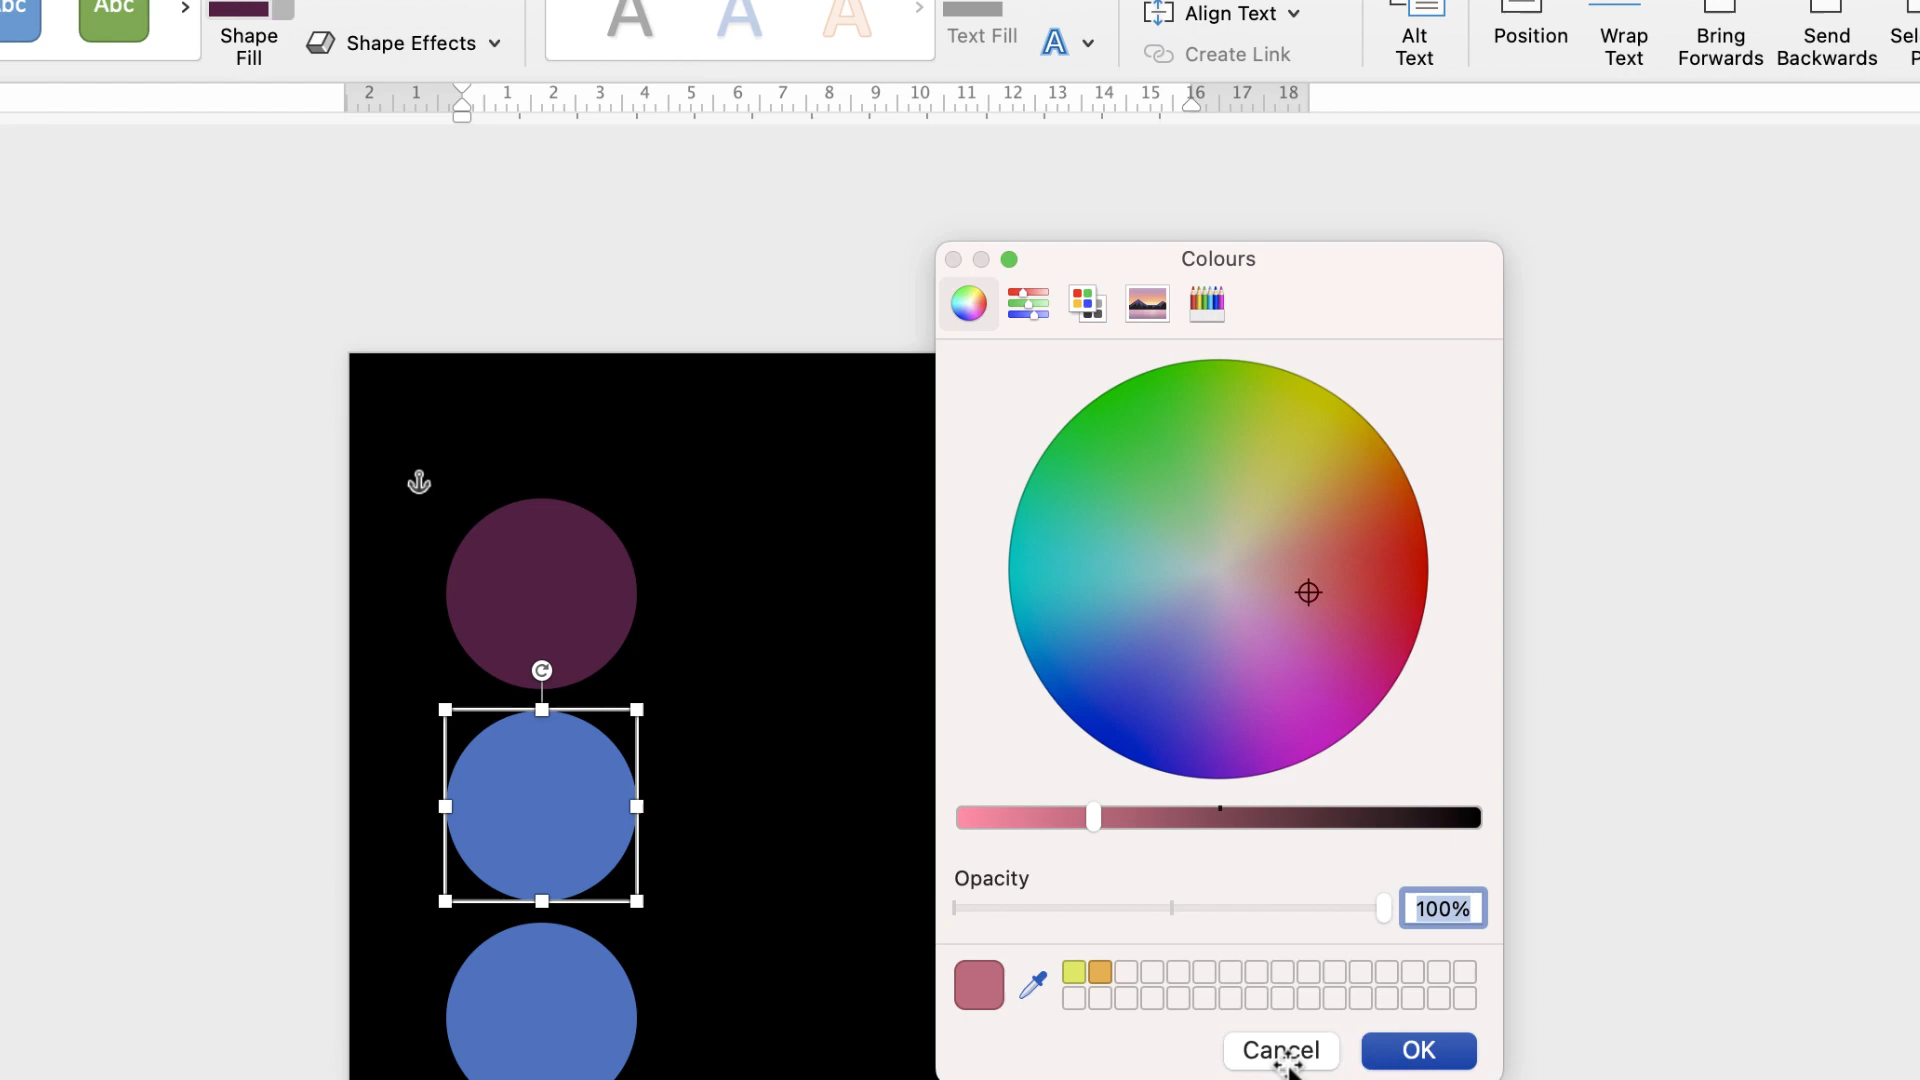 Abc
Abc
Shape
Fill
Shape Effects
A A A
Text Fill
A
Align Text
Create Link
Alt
Text
Position
Wrap
Text
Bring
Forwards
Send
Backwards
2 1 1 2 3 4 5 6 7 8 9 10 11 12 13 14 15 16 17 18
Colours
Opacity
100%
Cancel
OK